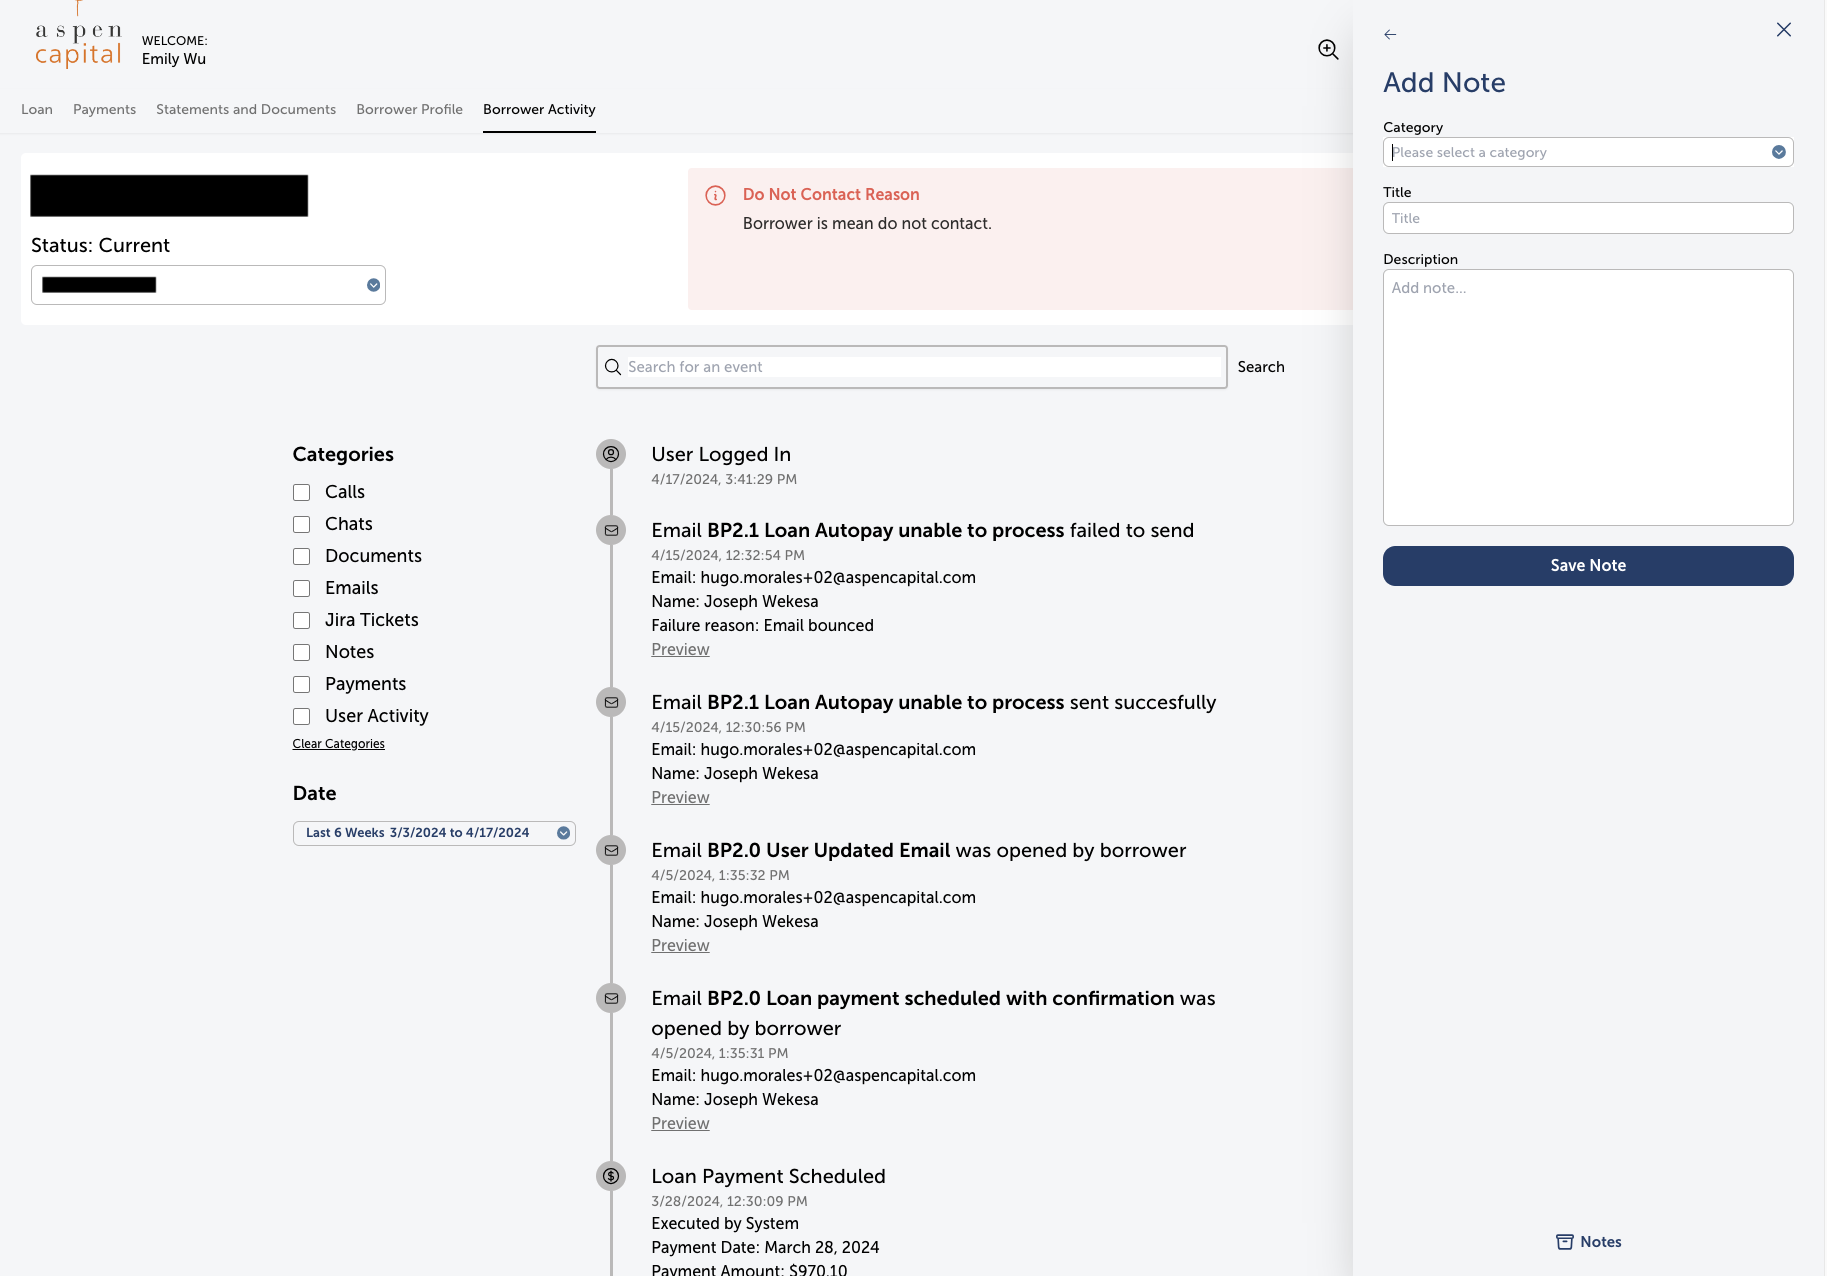 aspen
capital
WELCOME:
Emily Wu
Loan
Payments
Statements and Documents
Borrower Profile
Borrower Activity
Status: Current
Do Not Contact Reason
Borrower is mean do not contact.
Search for an event
Search
Categories
Calls
Chats
Documents
Emails
Jira Tickets
Notes
Payments
User Activity
Clear Categories
Date
Last 6 Weeks 3/3/2024 to 4/17/2024
User Logged In
4/17/2024, 3:41:29 PM
Email BP2.1 Loan Autopay unable to process failed to send
4/15/2024, 12:32:54 PM
Email: hugo.morales+02@aspencapital.com
Name: Joseph Wekesa
Failure reason: Email bounced
Preview
Email BP2.1 Loan Autopay unable to process sent succesfully
4/15/2024, 12:30:56 PM
Email: hugo.morales+02@aspencapital.com
Name: Joseph Wekesa
Preview
Email BP2.0 User Updated Email was opened by borrower
4/5/2024, 1:35:32 PM
Email: hugo.morales+02@aspencapital.com
Name: Joseph Wekesa
Preview
Email BP2.0 Loan payment scheduled with confirmation was
opened by borrower
4/5/2024, 1:35:31 PM
Email: hugo.morales+02@aspencapital.com
Name: Joseph Wekesa
Preview
Loan Payment Scheduled
3/28/2024, 12:30:09 PM
Executed by System
Payment Date: March 28, 2024
Payment Amount: $970.10
Add Note
Category
Please select a category
Title
Title
Description
Add note...
Save Note
Notes